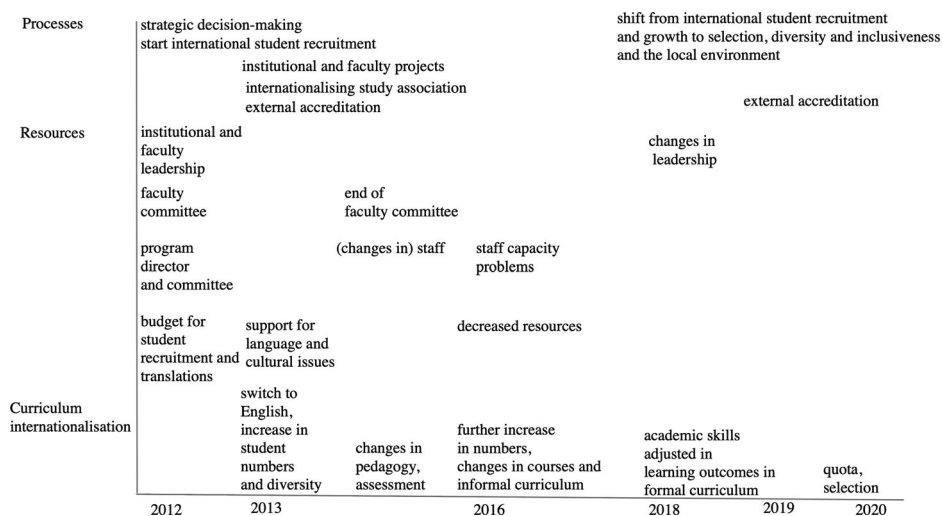 Processes
strategic decision-making
start international student recruitment
institutional and faculty projects
internationalising study association
external accreditation
shift from international student recruitment
and growth to selection, diversity and inclusiveness
and the local environment
external accreditation
Resources
institutional and
faculty
leadership
changes in
leadership
faculty
committee
end of
faculty committee
program
director
and committee
(changes in) staff
staff capacity
problems
budget for
student
recruitment and
translations
support for
language and
cultural issues
decreased resources
Curriculum
internationalisation
switch to
English,
increase in
student
numbers
and diversity
changes in
pedagogy,
assessment
further increase
in numbers,
changes in courses and
informal curriculum
academic skills
adjusted in
learning outcomes in
formal curriculum
quota,
selection
2012
2013
2016
2018
2019
2020